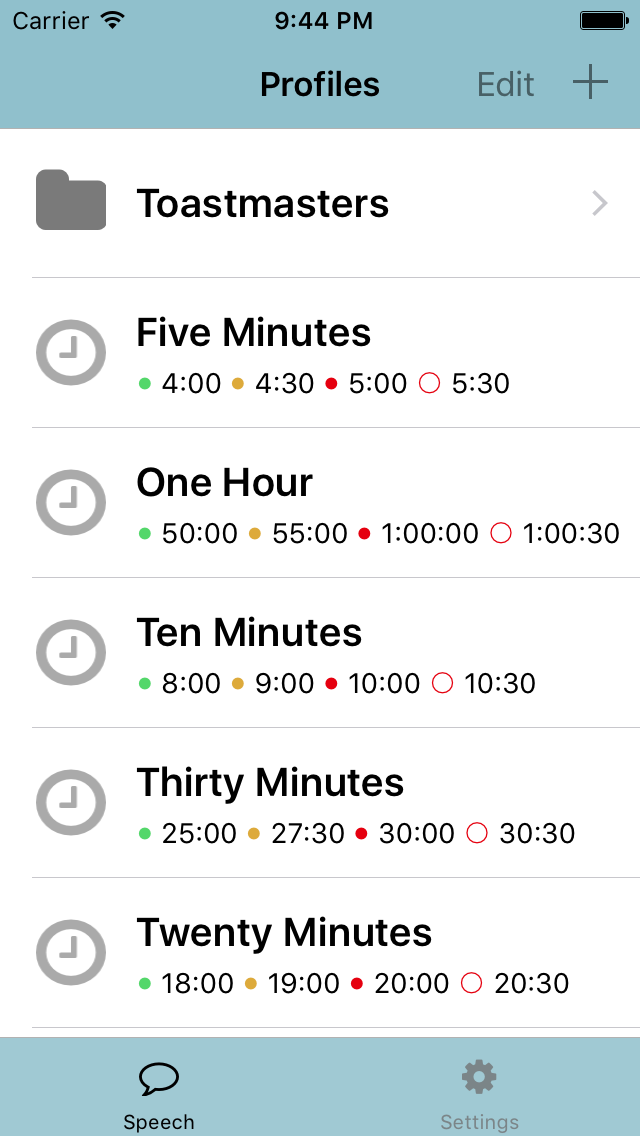 Carrier 9:44 PM
Profiles Edit
Toastmasters
Five Minutes
4:00 4:30 5:00 5:30
One Hour
50:00 55:00 1:00:00 1:00:30
Ten Minutes
8:00 9:00 10:00 10:30
Thirty Minutes
25:00 27:30 30:00 30:30
Twenty Minutes
18:00 19:00 20:00 20:30
Speech Settings